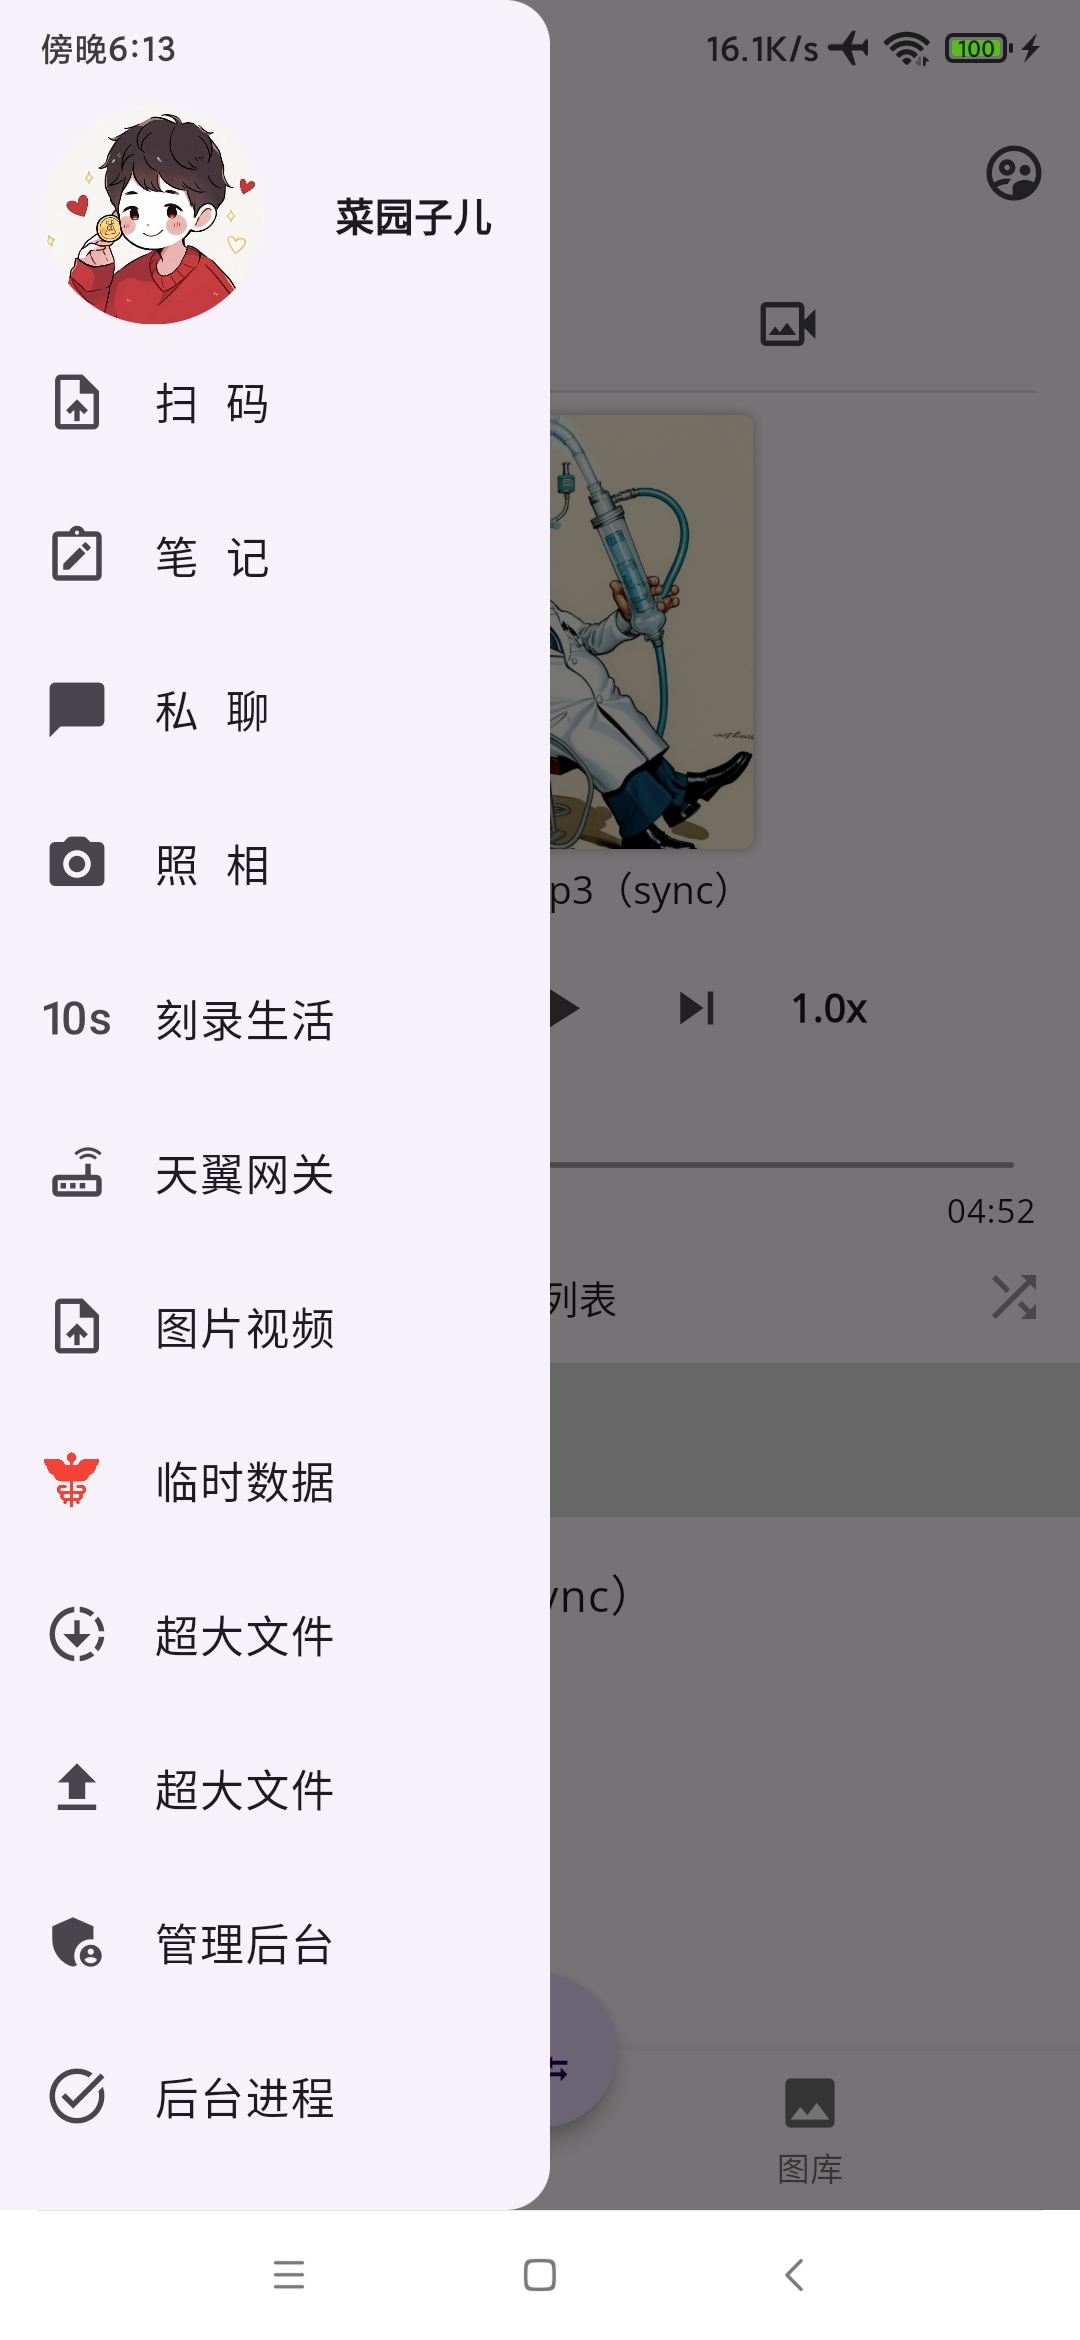 傍晚6:13
16.1K/s
100
菜园子儿
扫 码
笔 记
私 聊
照 相
10s 刻录生活
天翼网关
图片视频
临时数据
超大文件
超大文件
管理后台
后台进程
p3（sync）
1.0x
04:52
列表
ync）
图库